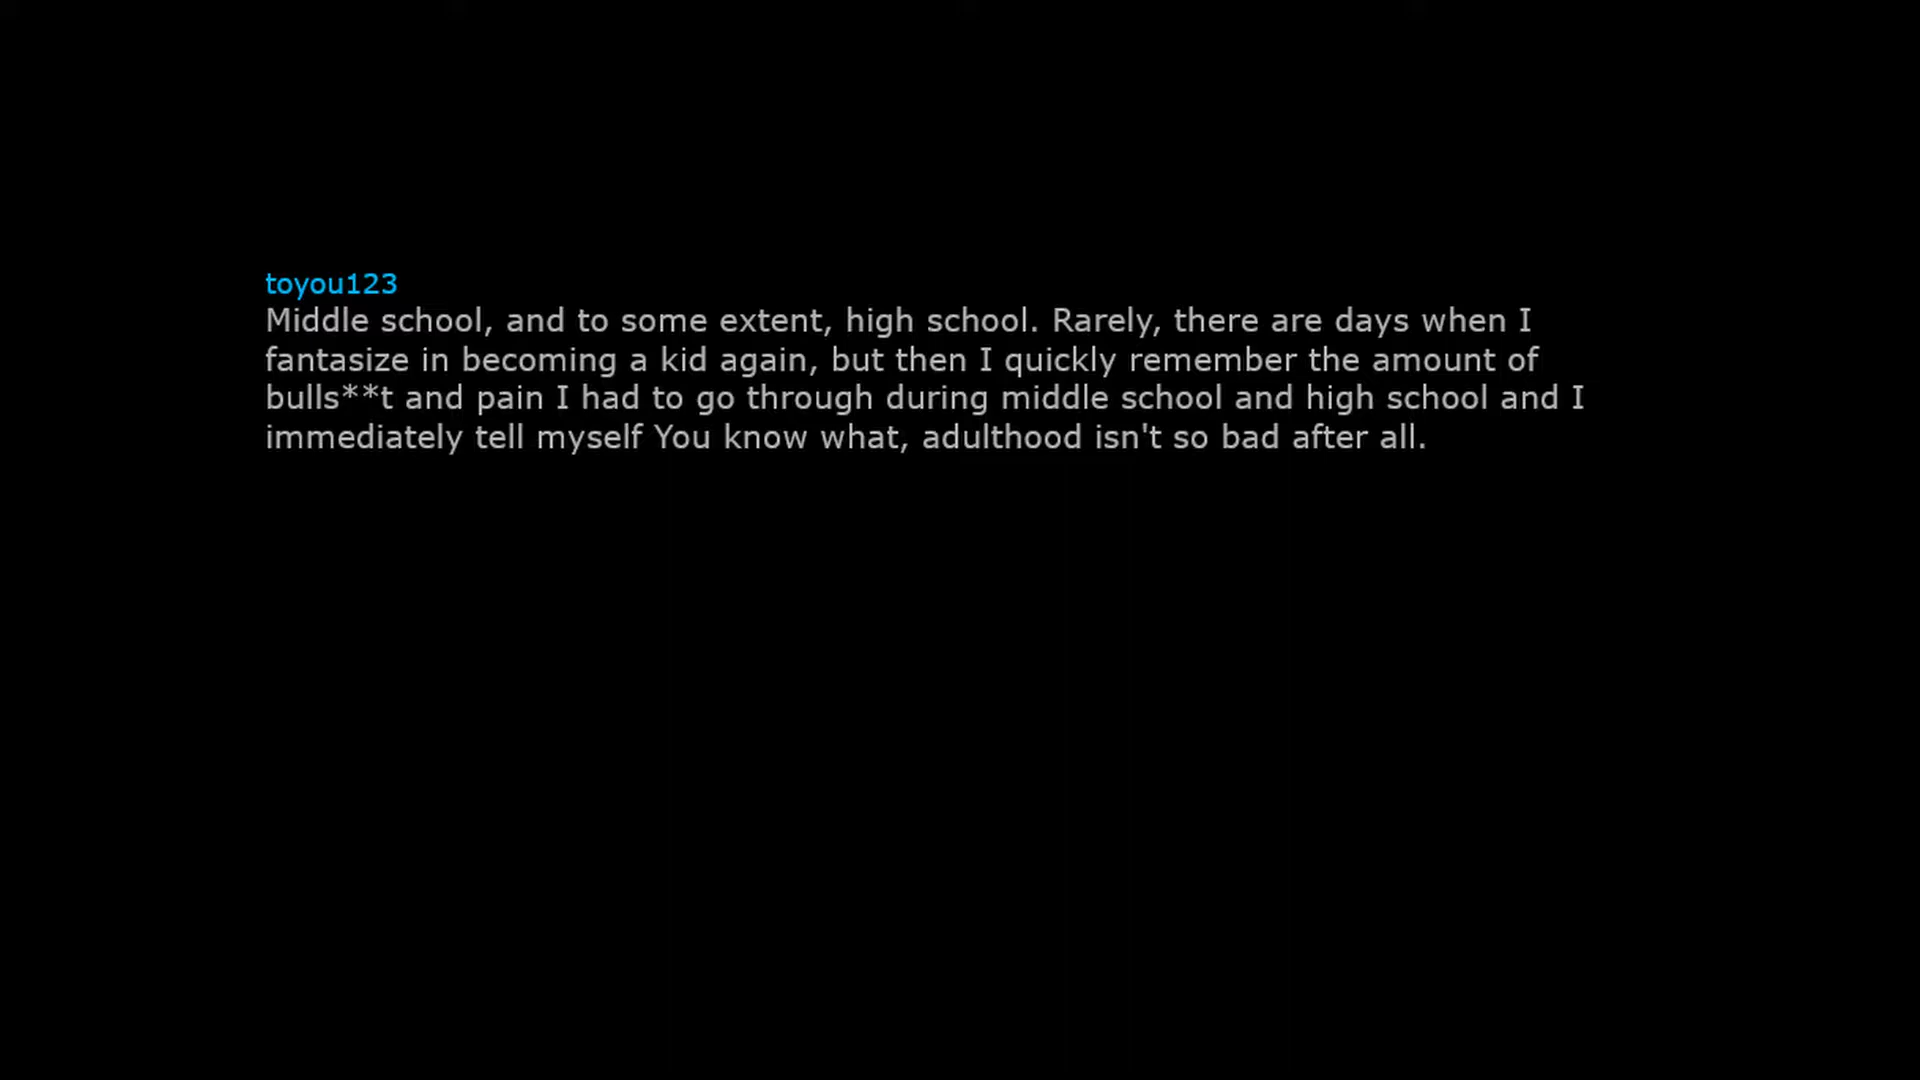 toyou123
Middle school, and to some extent, high school. Rarely, there are days when I
fantasize in becoming a kid again, but then I quickly remember the amount of
bulls**t and pain I had to go through during middle school and high school and I
immediately tell myself You know what, adulthood isn't so bad after all.